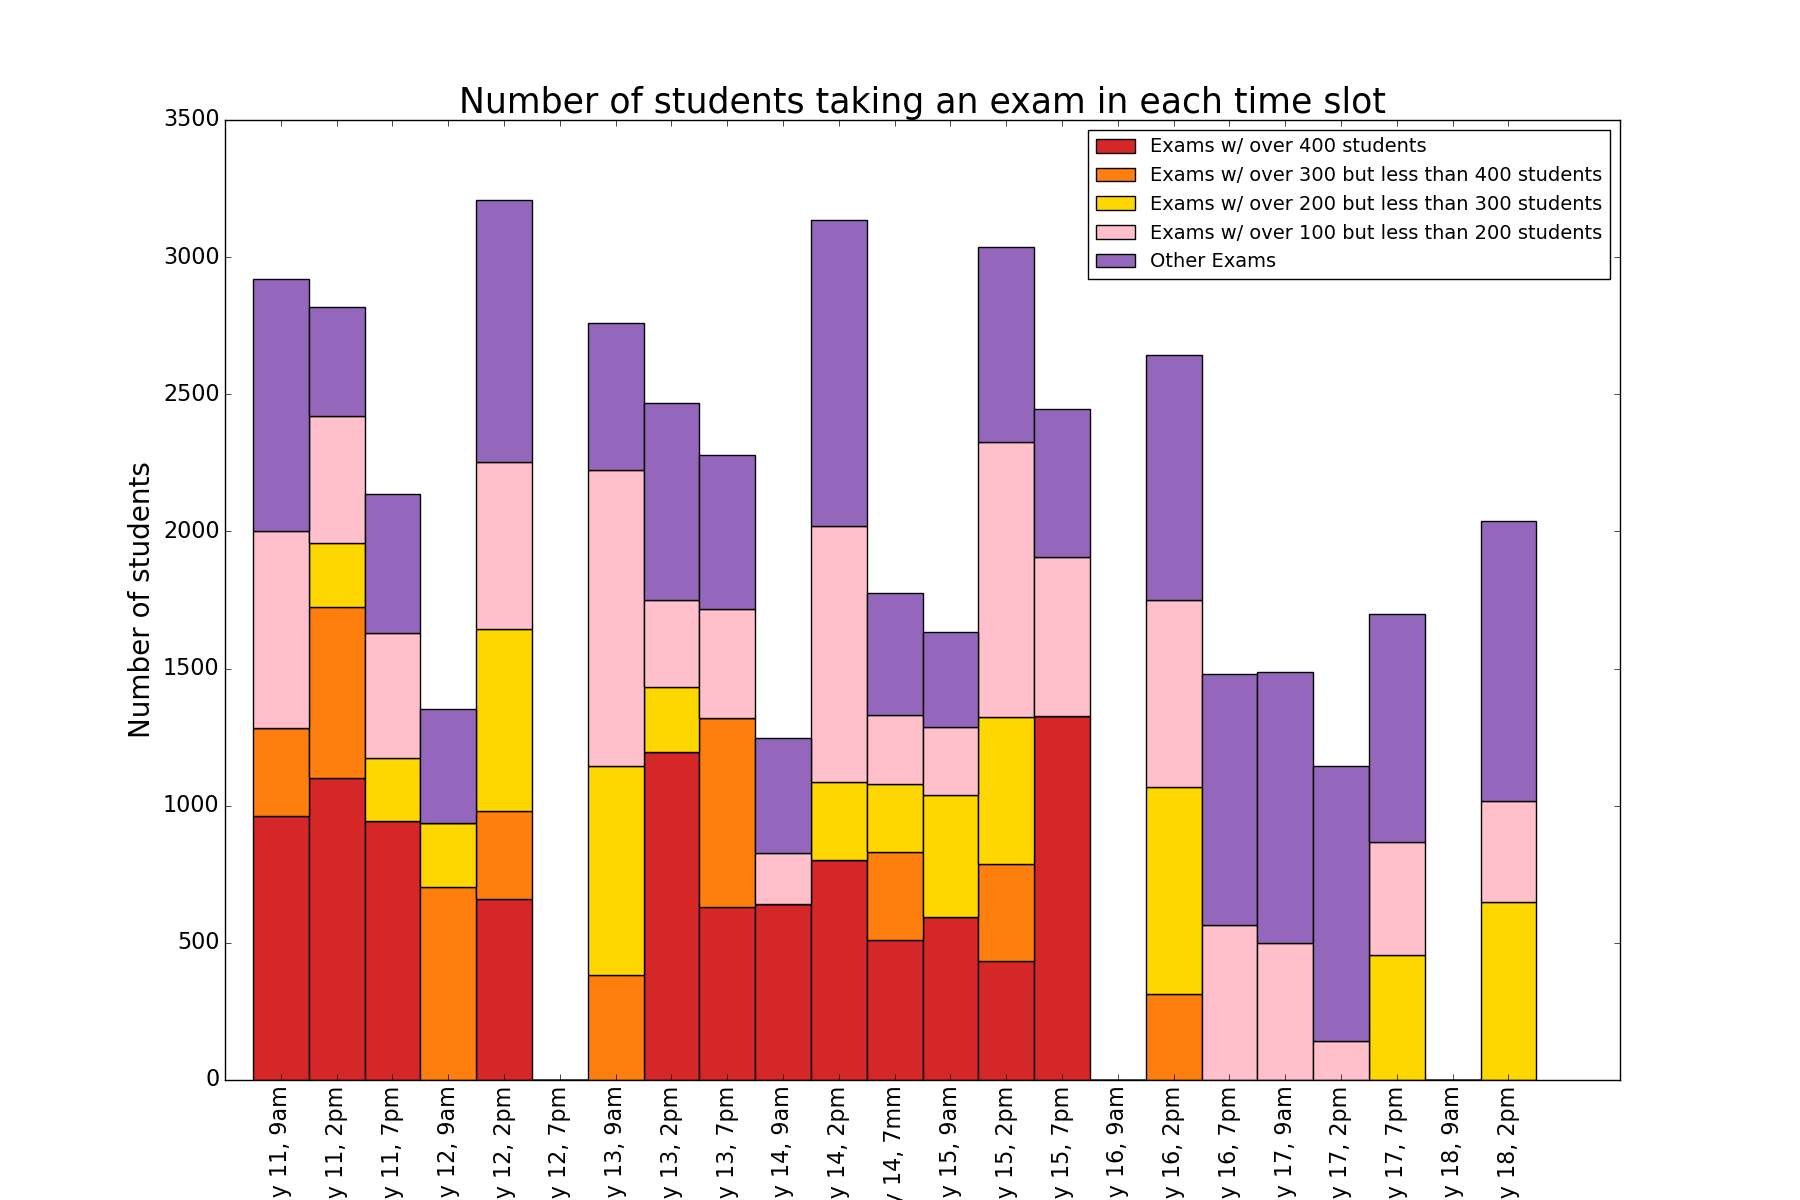 Number of students taking an exam in each time slot
Exams w/ over 400 students
Exams w/ over 300 but less than 400 students
Exams w/ over 200 but less than 300 students
Exams w/ over 100 but less than 200 students
Other Exams
Number of students
3500
3000
2500
2000
1500
1000
500
0
y 11, 9am
y 11, 2pm
y 11, 7pm
y 12, 9am
y 12, 2pm
y 12, 7pm
y 13, 9am
y 13, 2pm
y 13, 7pm
y 14, 9am
y 14, 2pm
y 14, 7mm
y 15, 9am
y 15, 2pm
y 15, 7pm
y 16, 9am
y 16, 2pm
y 16, 7pm
y 17, 9am
y 17, 2pm
y 17, 7pm
y 18, 9am
y 18, 2pm